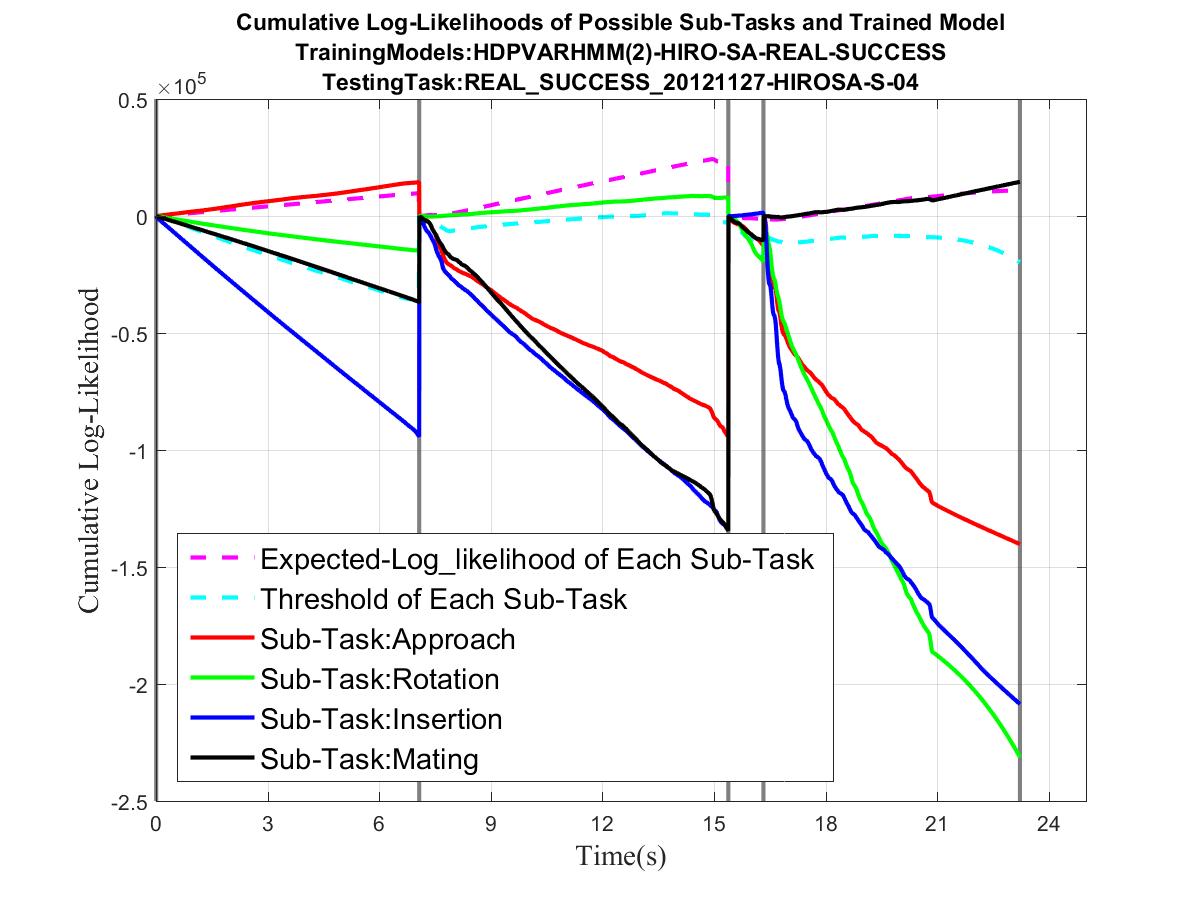 Cumulative Log-Likelihoods of Possible Sub-Tasks and Trained Model
TrainingModels:HDPVARHMM(2)-HIRO-SA-REAL-SUCCESS
TestingTask:REAL_SUCCESS_20121127-HIROSA-S-04
×10^5
0.5
0
-0.5
-1
-1.5
-2
-2.5
Cumulative Log-Likelihood
Expected-Log_likelihood of Each Sub-Task
Threshold of Each Sub-Task
Sub-Task:Approach
Sub-Task:Rotation
Sub-Task:Insertion
Sub-Task:Mating
0 3 6 9 12 15 18 21 24
Time(s)